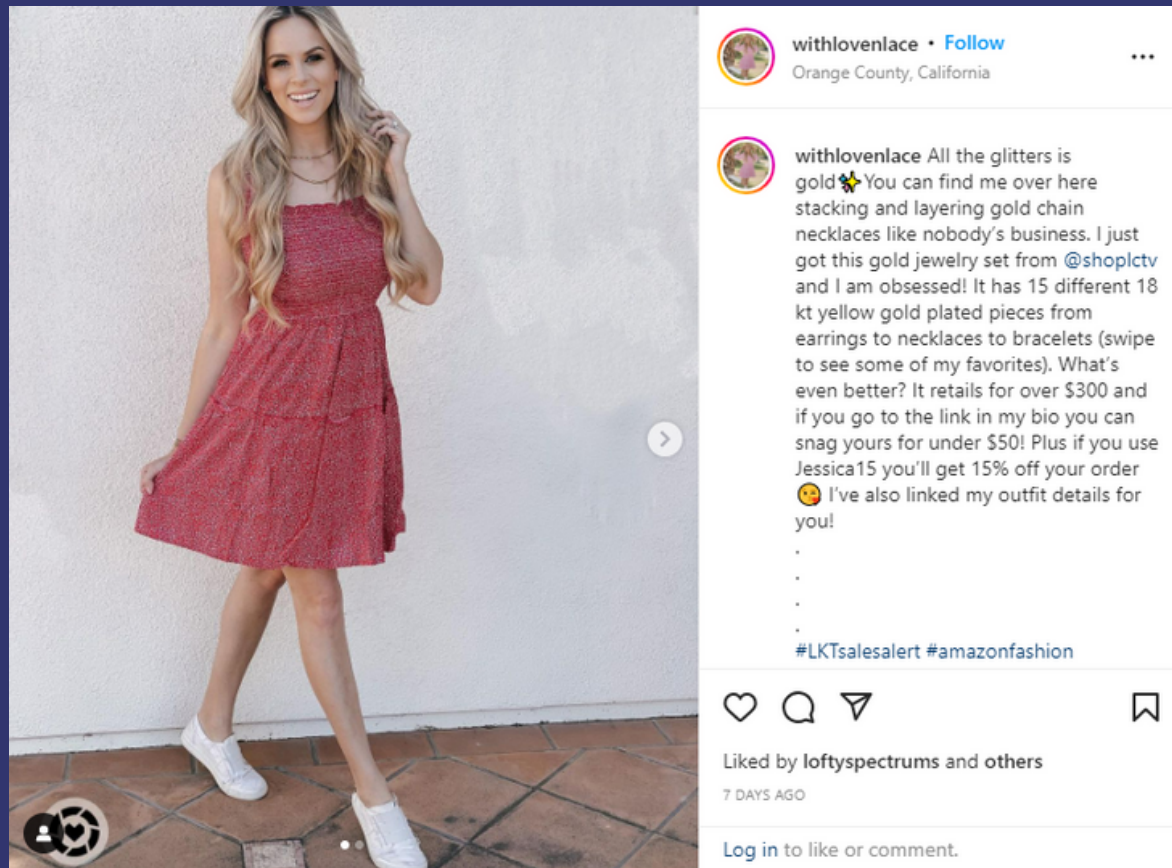 withlovenlace • Follow
Orange County, California
withlovenlace All the glitters is
gold✨You can find me over here
stacking and layering gold chain
necklaces like nobody's business. I just
got this gold jewelry set from @shoplctv
and I am obsessed! It has 15 different 18
kt yellow gold plated pieces from
earrings to necklaces to bracelets (swipe
to see some of my favorites). What's
even better? It retails for over $300 and
if you go to the link in my bio you can
snag yours for under $50! Plus if you use
Jessica15 you'll get 15% off your order
😘 I've also linked my outfit details for
you!
.
.
.
.
#LKTsalesalert #amazonfashion
Liked by loftyspectrums and others
7 DAYS AGO
Log in to like or comment.